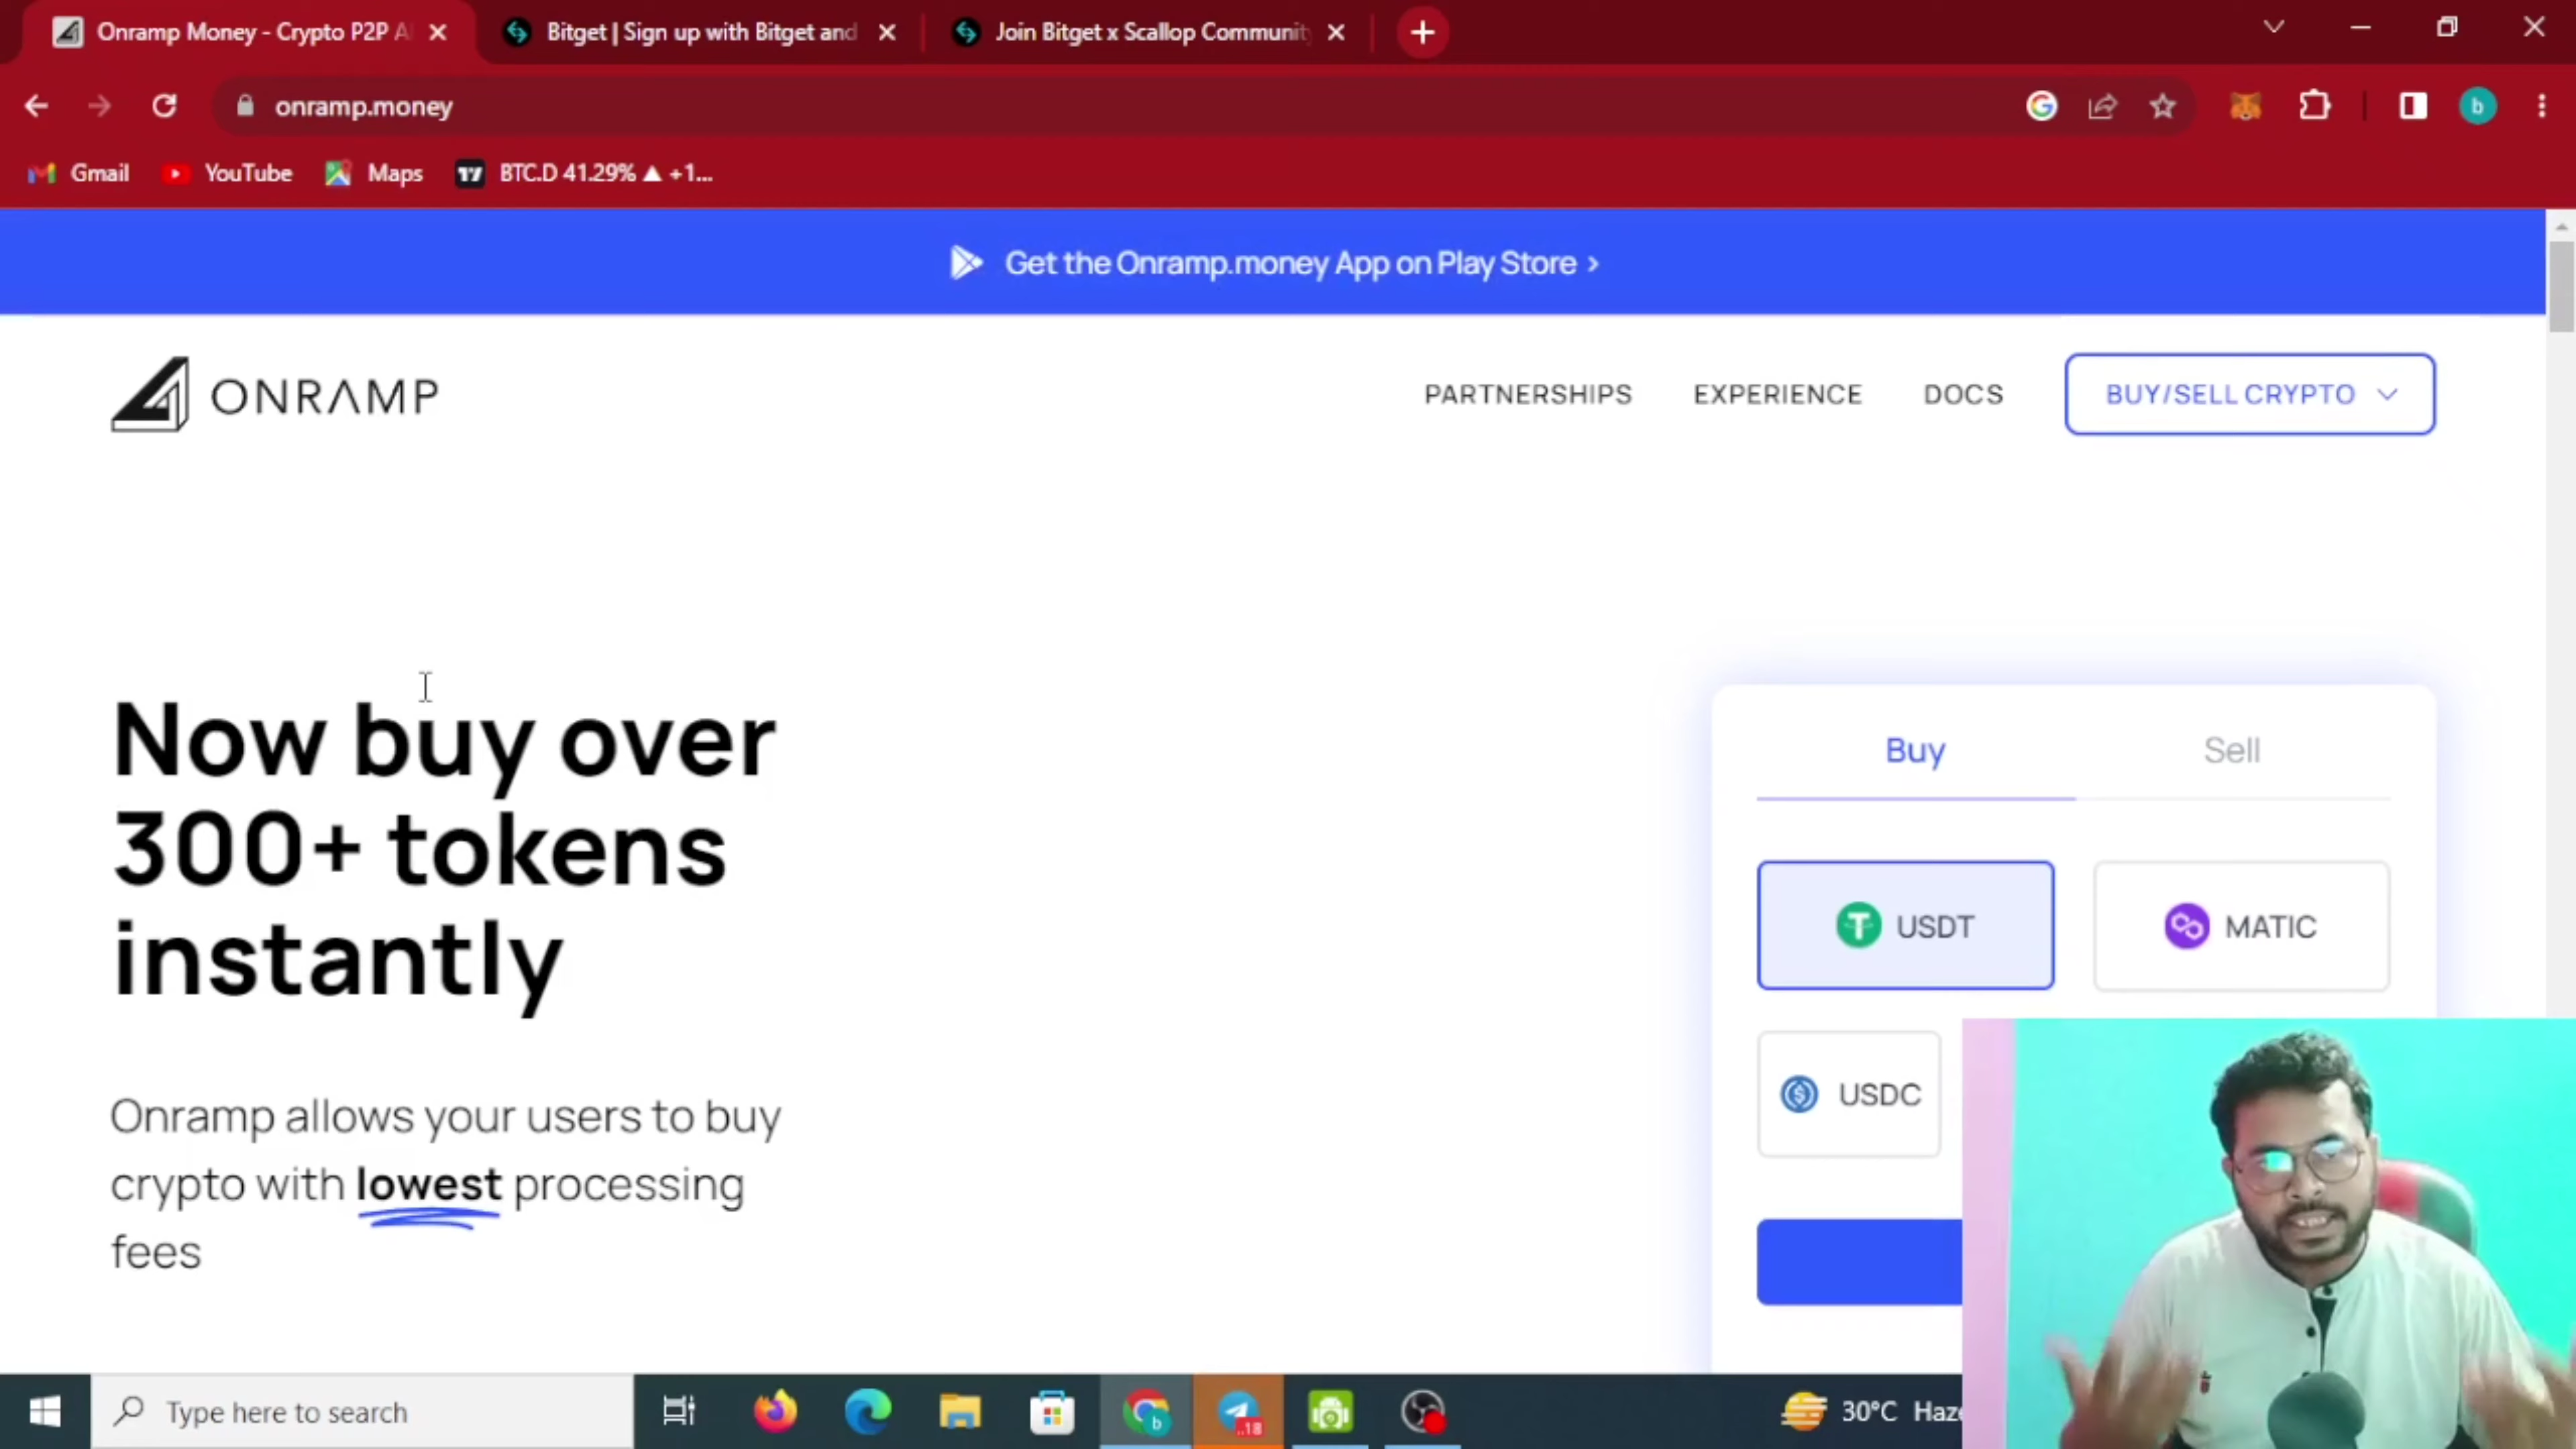 Onramp Money - Crypto P2P
Bitget | Sign up with Bitget and
Join Bitget x Scallop Communit
onramp.money
b
Gmail
YouTube
Maps
BTC.D 41.29% ▲ +1...
Get the Onramp.money App on Play Store >
ONRAMP
PARTNERSHIPS
EXPERIENCE
DOCS
BUY/SELL CRYPTO
Now buy over
300+ tokens
instantly
Onramp allows your users to buy
crypto with lowest processing
fees
Buy
Sell
USDT
MATIC
USDC
Type here to search
b
..18
30°C Haze